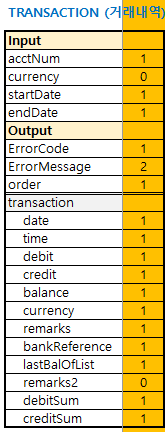 TRANSACTION (거래내역)
Input
acctNum 1
currency 0
startDate 1
endDate 1
Output
ErrorCode 1
ErrorMessage 2
order 1
transaction
date 1
time 1
debit 1
credit 1
balance 1
currency 1
remarks 1
bankReference 1
lastBalOfList 1
remarks2 0
debitSum 1
creditSum 1